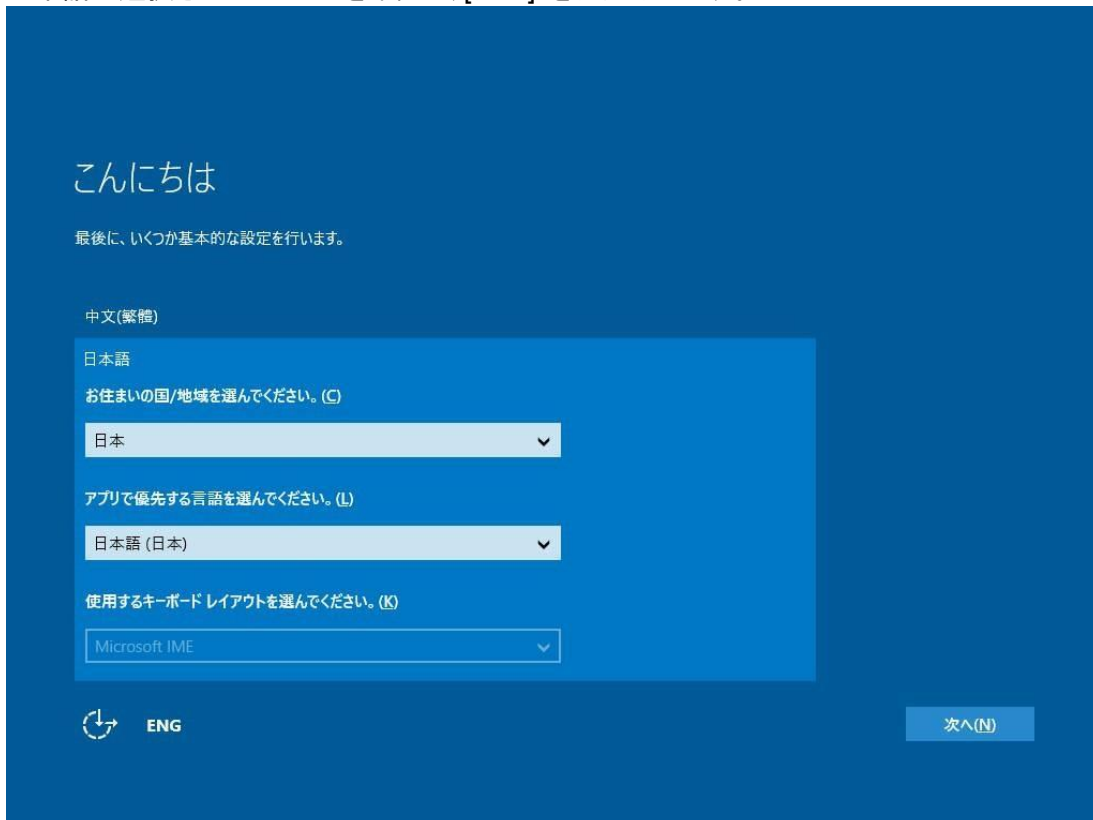 こんにちは
最後に、いくつか基本的な設定を行います。
中文(繁體)
日本語
お住まいの国/地域を選んでください。(C)
日本
アプリで優先する言語を選んでください。(L)
日本語 (日本)
使用するキーボード レイアウトを選んでください。(K)
Microsoft IME
ENG
次へ(N)